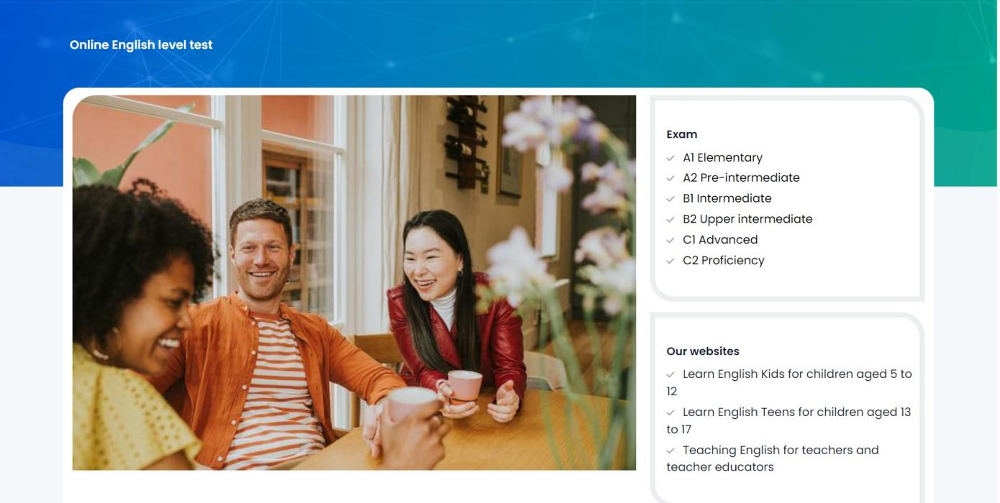 Online English level test
Exam
A1 Elementary
A2 Pre-intermediate
B1 Intermediate
B2 Upper intermediate
C1 Advanced
C2 Proficiency
Our websites
Learn English Kids for children aged 5 to
12
Learn English Teens for children aged 13
to 17
Teaching English for teachers and
teacher educators